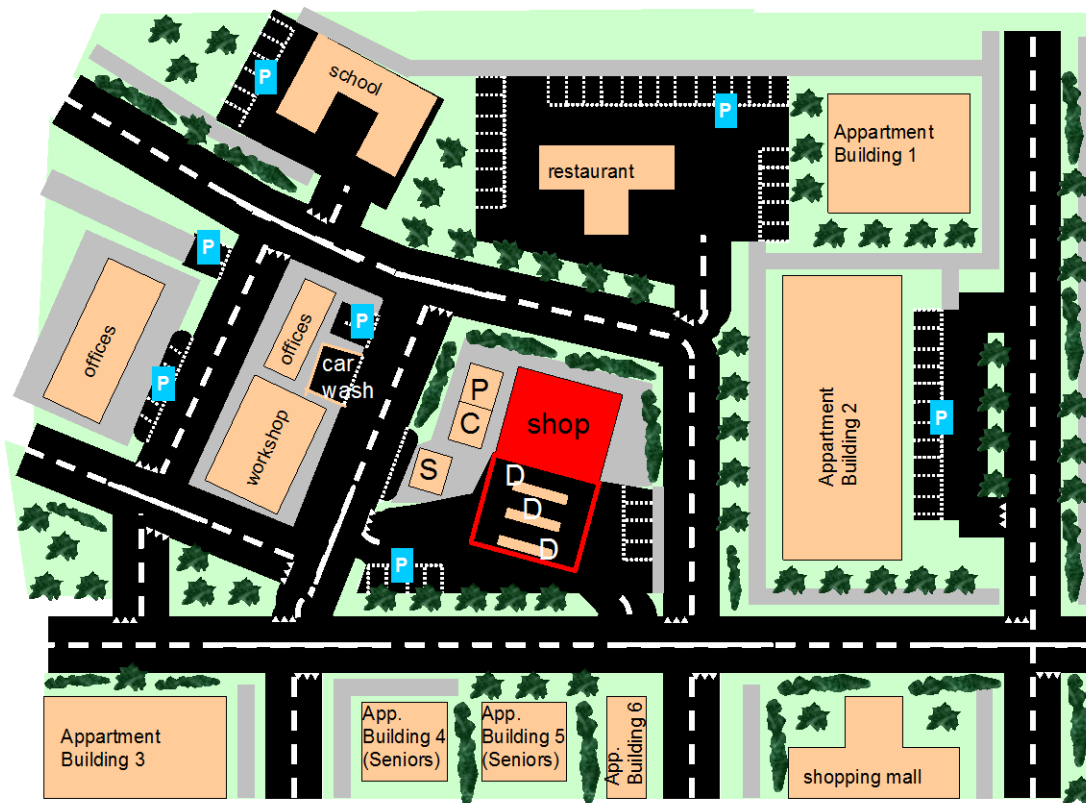 P
school
P
Appartment
Building 1
restaurant
P
offices
offices
P
car
wash
P
workshop
P
C
S
shop
D
D
D
P
Appartment
Building 2
P
Appartment
Building 3
App.
Building 4
(Seniors)
App.
Building 5
(Seniors)
App.
Building 6
shopping mall